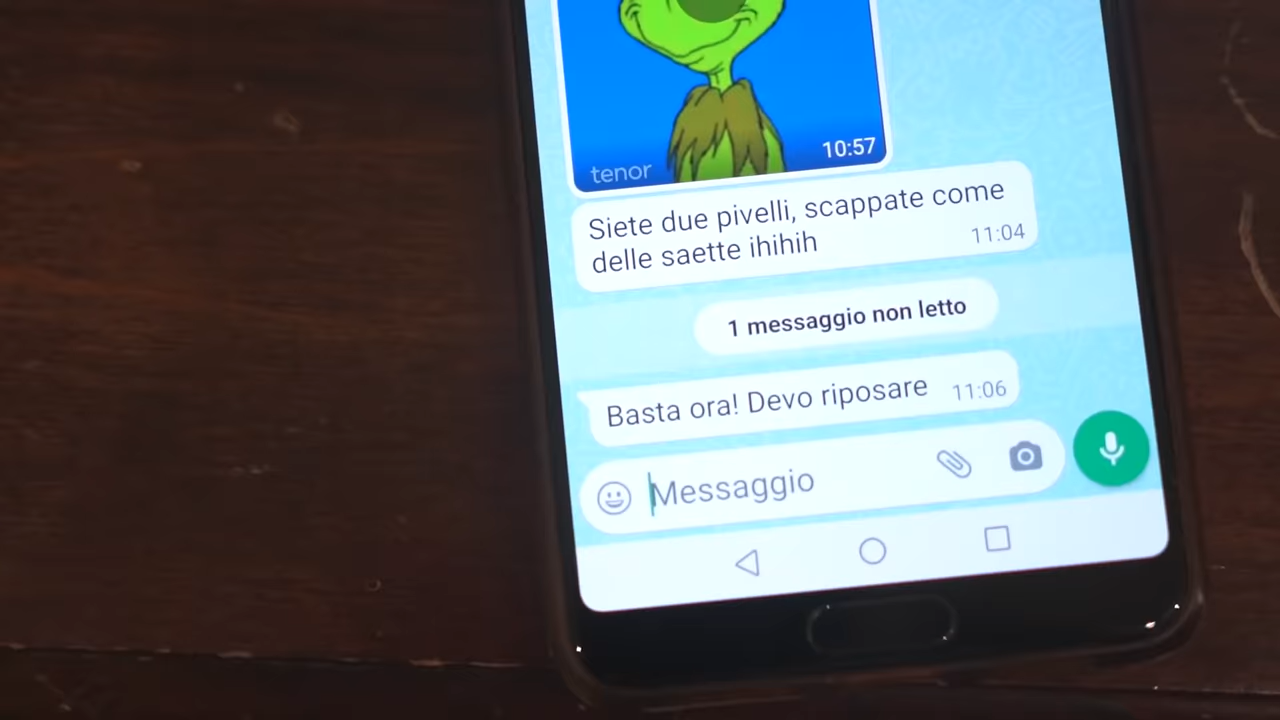 tenor
10:57
Siete due pivelli, scappate come
delle saette ihihih
11:04
1 messaggio non letto
Basta ora! Devo riposare
11:06
Messaggio